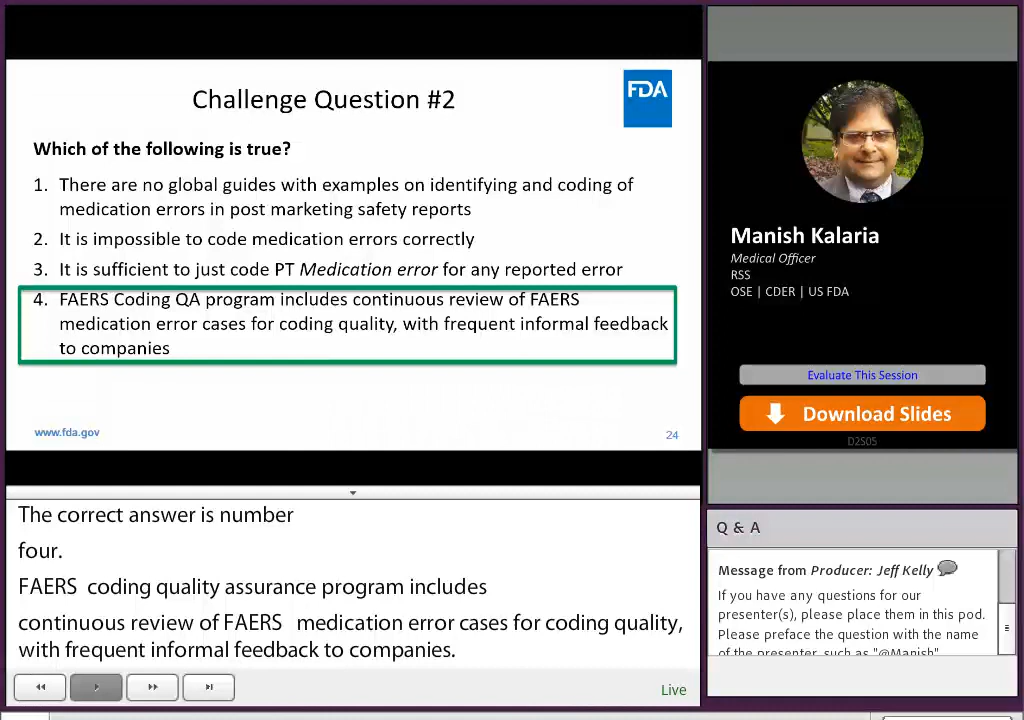 Challenge Question #2
FDA
Which of the following is true?
1. There are no global guides with examples on identifying and coding of
medication errors in post marketing safety reports
2. It is impossible to code medication errors correctly
3. It is sufficient to just code PT Medication error for any reported error
4. FAERS Coding QA program includes continuous review of FAERS
medication error cases for coding quality, with frequent informal feedback
to companies
www.fda.gov
24
Manish Kalaria
Medical Officer
RSS
OSE | CDER | US FDA
Evaluate This Session
Download Slides
D2S05
The correct answer is number
four.
FAERS coding quality assurance program includes
continuous review of FAERS medication error cases for coding quality,
with frequent informal feedback to companies.
Live
Q & A
Message from Producer: Jeff Kelly
If you have any questions for our
presenter(s), please place them in this pod.
Please preface the question with the name
of the presenter, such as "@Manish"